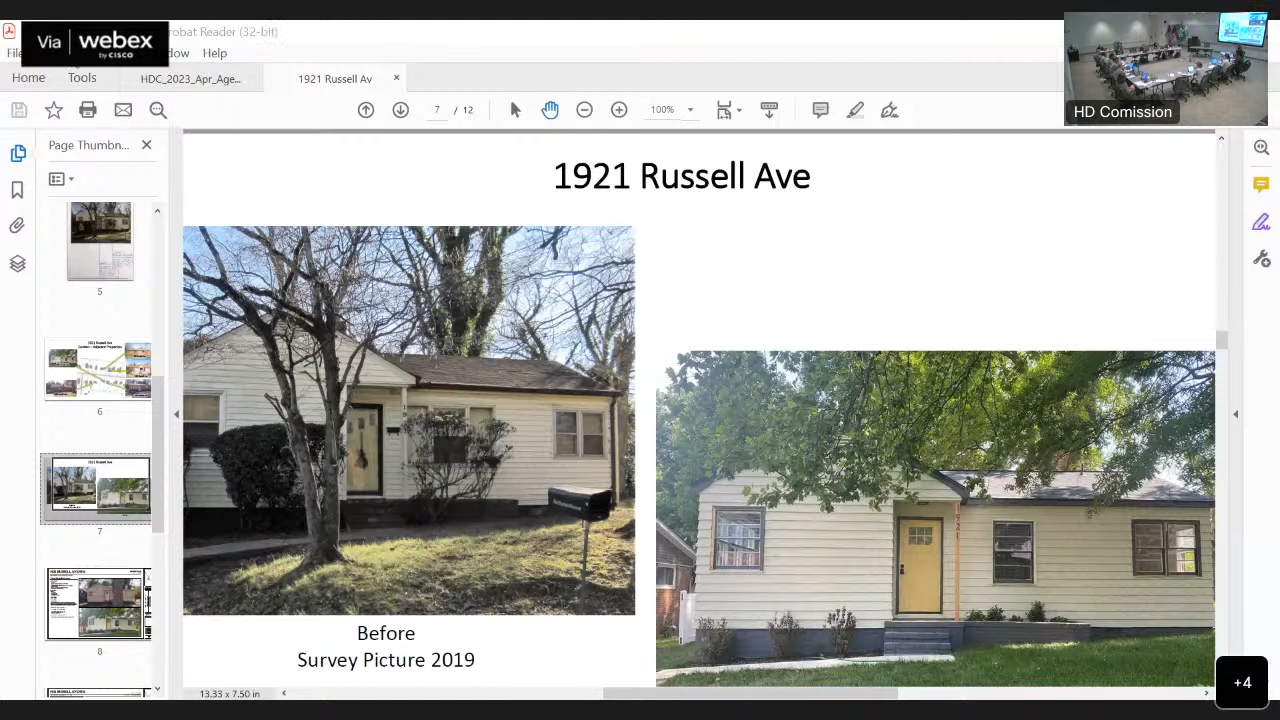 Via webex
by CISCO
robat Reader (32-bit)
File
dow Help
Home Tools HDC_2023_Apr_Age... 1921 Russell Av
7 / 12 100%
HD Comission
Page Thumbn...
1921 Russell Ave
5
6
7
8
1921
Before
Survey Picture 2019
13.33 x 7.50 in
+4